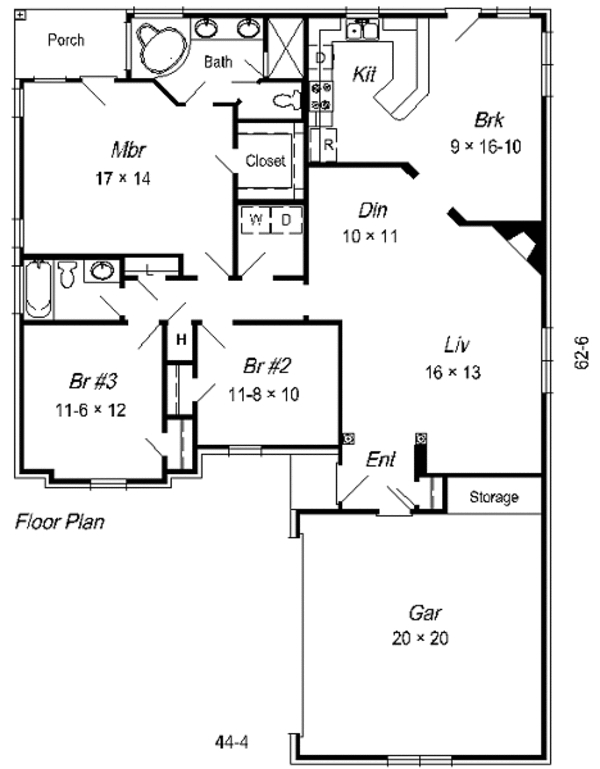 Porch
Bath
D
Kit
Brk
9 × 16-10
R
Mbr
17 × 14
Closet
Din
10 × 11
W D
L
H
Liv
16 × 13
62-6
Br #3
11-6 × 12
Br #2
11-8 × 10
Ent
Storage
Floor Plan
Gar
20 × 20
44-4